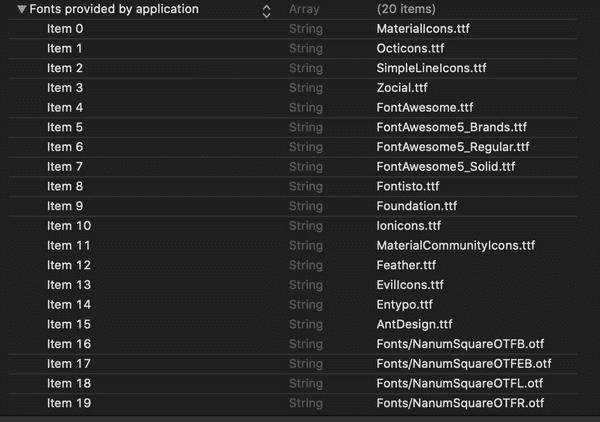 Fonts provided by application Array (20 items)
Item 0 String MaterialIcons.ttf
Item 1 String Octicons.ttf
Item 2 String SimpleLineIcons.ttf
Item 3 String Zocial.ttf
Item 4 String FontAwesome.ttf
Item 5 String FontAwesome5_Brands.ttf
Item 6 String FontAwesome5_Regular.ttf
Item 7 String FontAwesome5_Solid.ttf
Item 8 String Fontisto.ttf
Item 9 String Foundation.ttf
Item 10 String Ionicons.ttf
Item 11 String MaterialCommunityIcons.ttf
Item 12 String Feather.ttf
Item 13 String EvilIcons.ttf
Item 14 String Entypo.ttf
Item 15 String AntDesign.ttf
Item 16 String Fonts/NanumSquareOTFB.otf
Item 17 String Fonts/NanumSquareOTFEB.otf
Item 18 String Fonts/NanumSquareOTFL.otf
Item 19 String Fonts/NanumSquareOTFR.otf